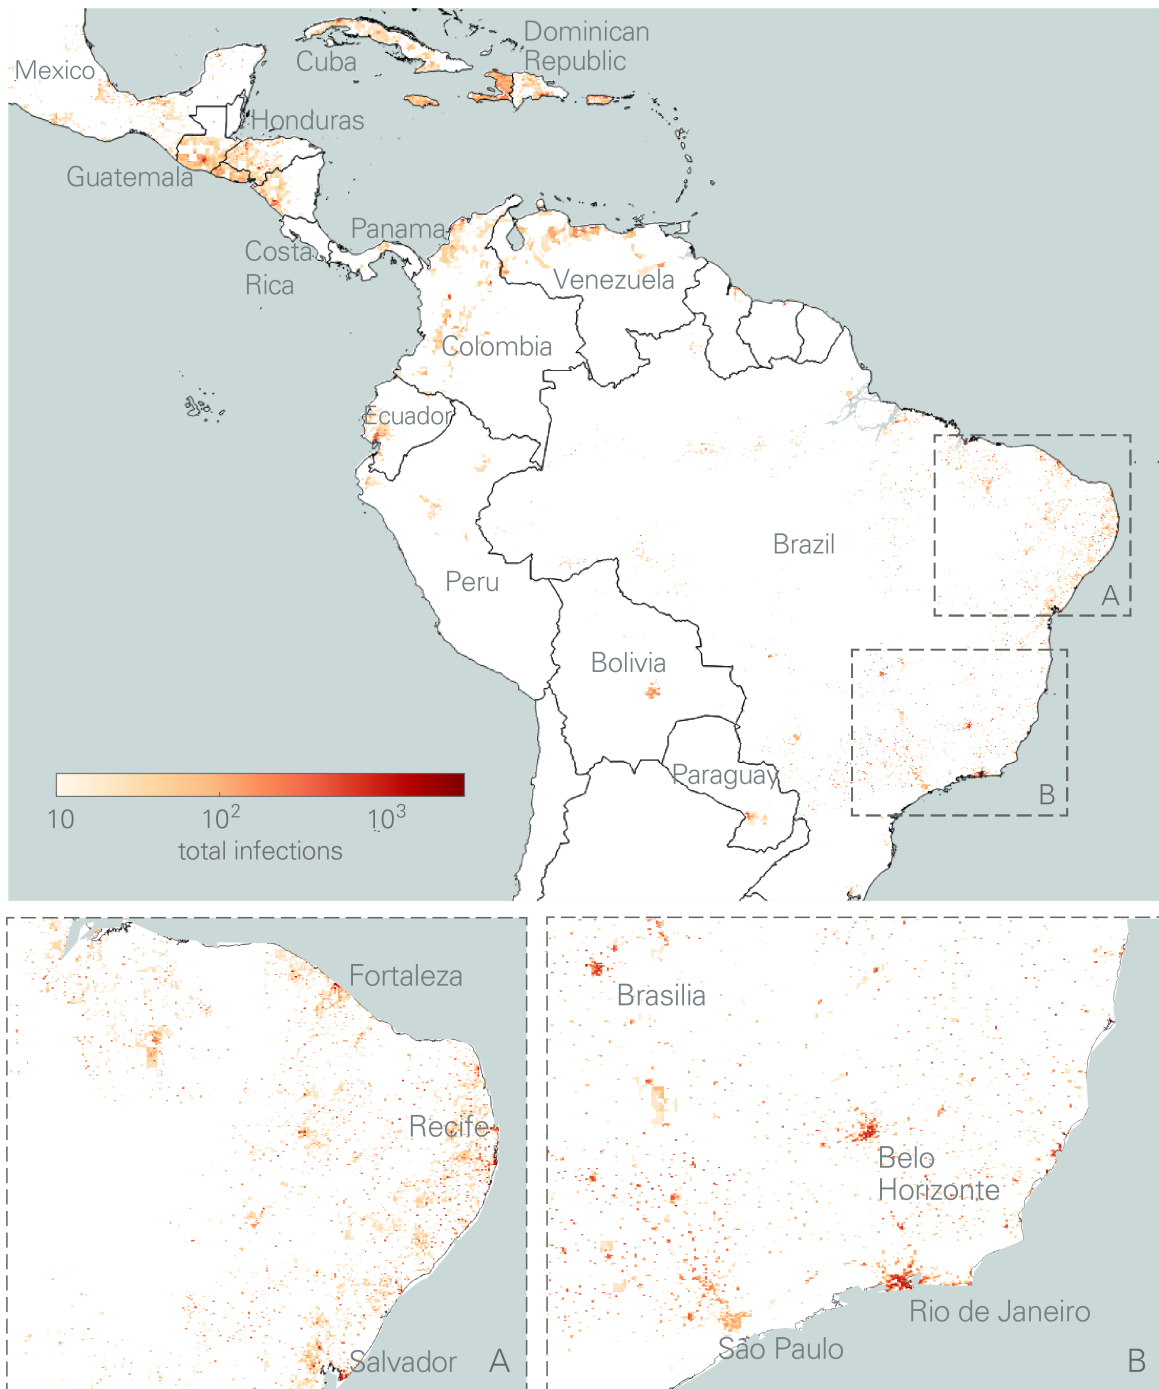 Dominican
Republic
Cuba
Mexico
Honduras
Guatemala
Panama
Costa
Rica
Venezuela
Colombia
Ecuador
Brazil
Peru
A
Bolivia
Paraguay
B
10 10² 10³
total infections
Fortaleza
Recife
Salvador
A
Brasilia
Belo
Horizonte
Rio de Janeiro
São Paulo
B